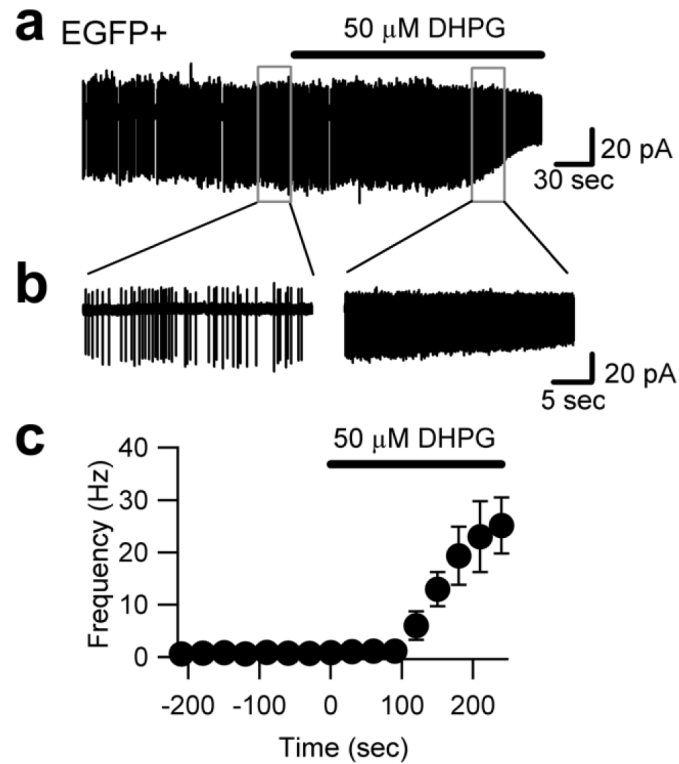 a EGFP+
50 μM DHPG
20 pA
30 sec
b
20 pA
5 sec
c
50 μM DHPG
Frequency (Hz)
40
30
20
10
0
-200 -100 0 100 200
Time (sec)